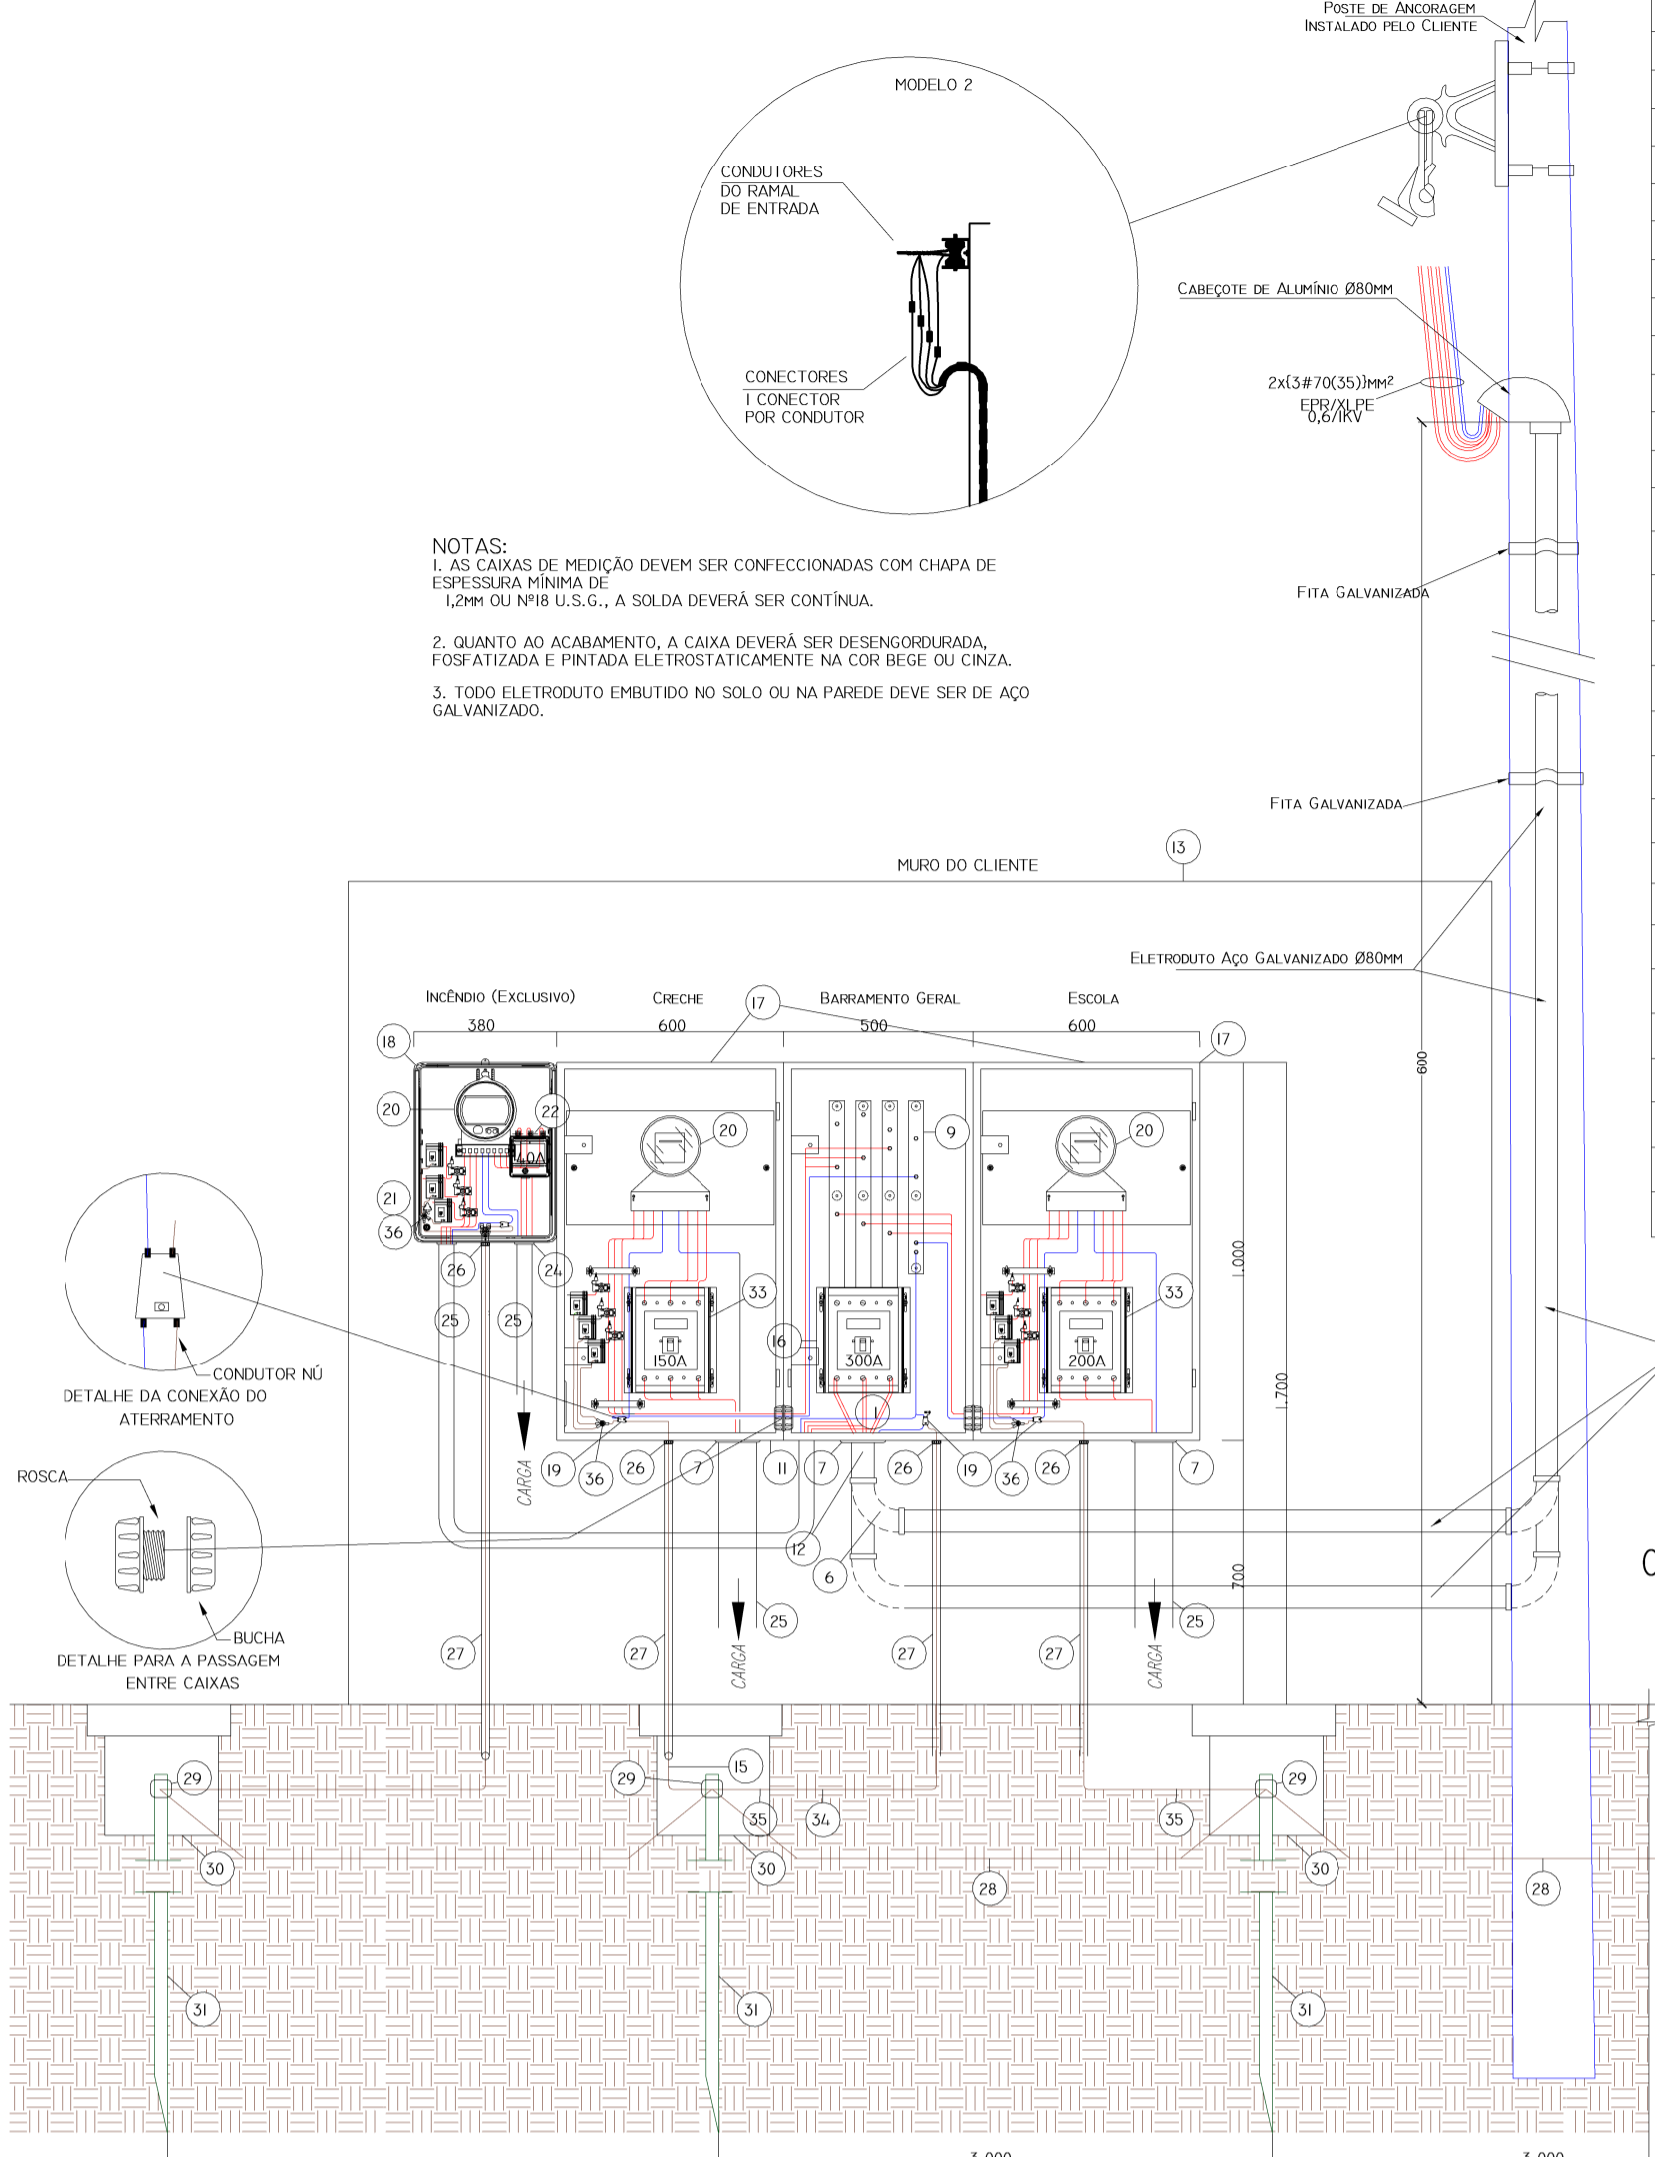 POSTE DE ANCORAGEM
INSTALADO PELO CLIENTE
MODELO 2
CONDUTORES
DO RAMAL
DE ENTRADA
CABEÇOTE DE ALUMÍNIO Ø80MM
CONECTORES
1 CONECTOR
POR CONDUTOR
2x{3#70(35)}MM²
EPR/XLPE
0,6/1KV
NOTAS:
1. AS CAIXAS DE MEDIÇÃO DEVEM SER CONFECCIONADAS COM CHAPA DE
ESPESSURA MÍNIMA DE
1,2MM OU Nº18 U.S.G., A SOLDA DEVERÁ SER CONTÍNUA.
2. QUANTO AO ACABAMENTO, A CAIXA DEVERÁ SER DESENGORDURADA,
FOSFATIZADA E PINTADA ELETROSTATICAMENTE NA COR BEGE OU CINZA.
3. TODO ELETRODUTO EMBUTIDO NO SOLO OU NA PAREDE DEVE SER DE AÇO
GALVANIZADO.
FITA GALVANIZADA
FITA GALVANIZADA
13
MURO DO CLIENTE
ELETRODUTO AÇO GALVANIZADO Ø80MM
INCÊNDIO (EXCLUSIVO) CRECHE 17 BARRAMENTO GERAL ESCOLA
380 600 500 600
18 17
600
20 22 20 9 20
40A
21
36
26 24
1.000
25 25 33 16 33
150A 300A 200A
1
1.700
CONDUTOR NÚ
DETALHE DA CONEXÃO DO
ATERRAMENTO
CARGA
19 36 26 7 11 7 26 19 36 26 7
ROSCA
12
6
700
BUCHA
DETALHE PARA A PASSAGEM
ENTRE CAIXAS
25 25
27 27 27 27
CARGA CARGA
29 29 15 29
35 34 35
30 30 30
28 28
31 31 31
3.000 3.000